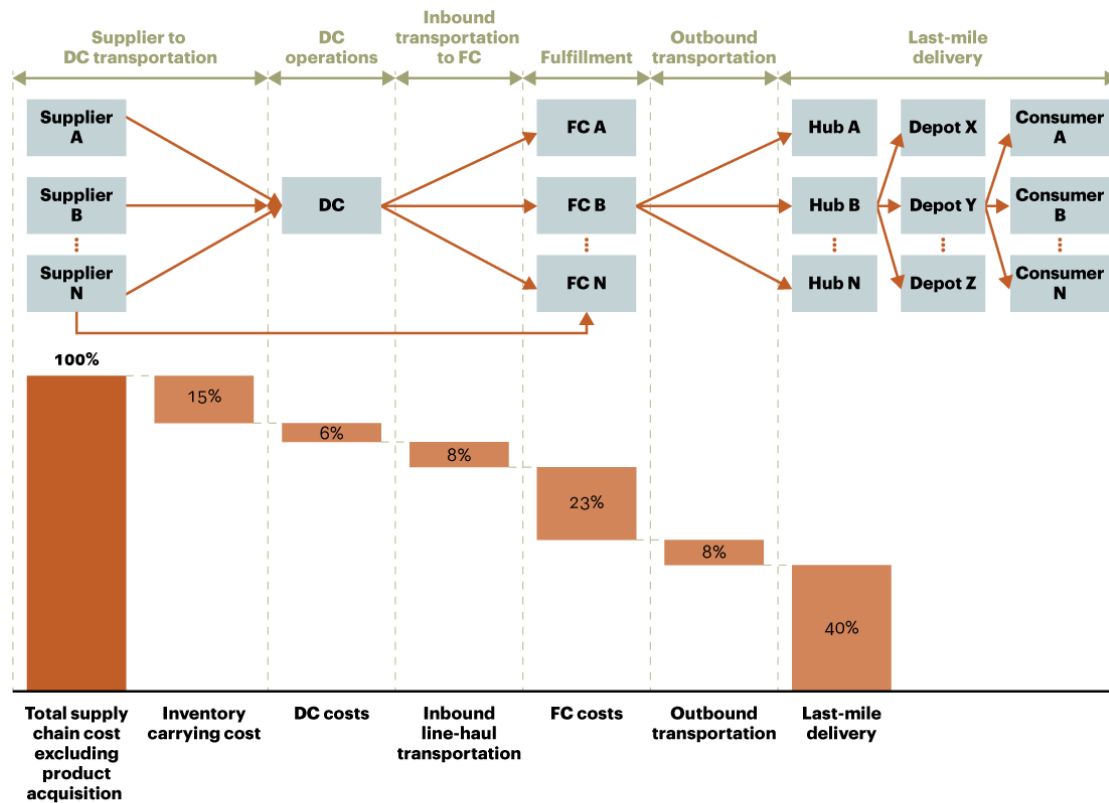 Supplier to
DC transportation
DC
operations
Inbound
transportation
to FC
Fulfillment
Outbound
transportation
Last-mile
delivery
Supplier
A
FC A
Hub A
Depot X
Consumer
A
Supplier
B
DC
FC B
Hub B
Depot Y
Consumer
B
Supplier
N
FC N
Hub N
Depot Z
Consumer
N
100%
15%
6%
8%
23%
8%
40%
Total supply
chain cost
excluding
product
acquisition
Inventory
carrying cost
DC costs
Inbound
line-haul
transportation
FC costs
Outbound
transportation
Last-mile
delivery